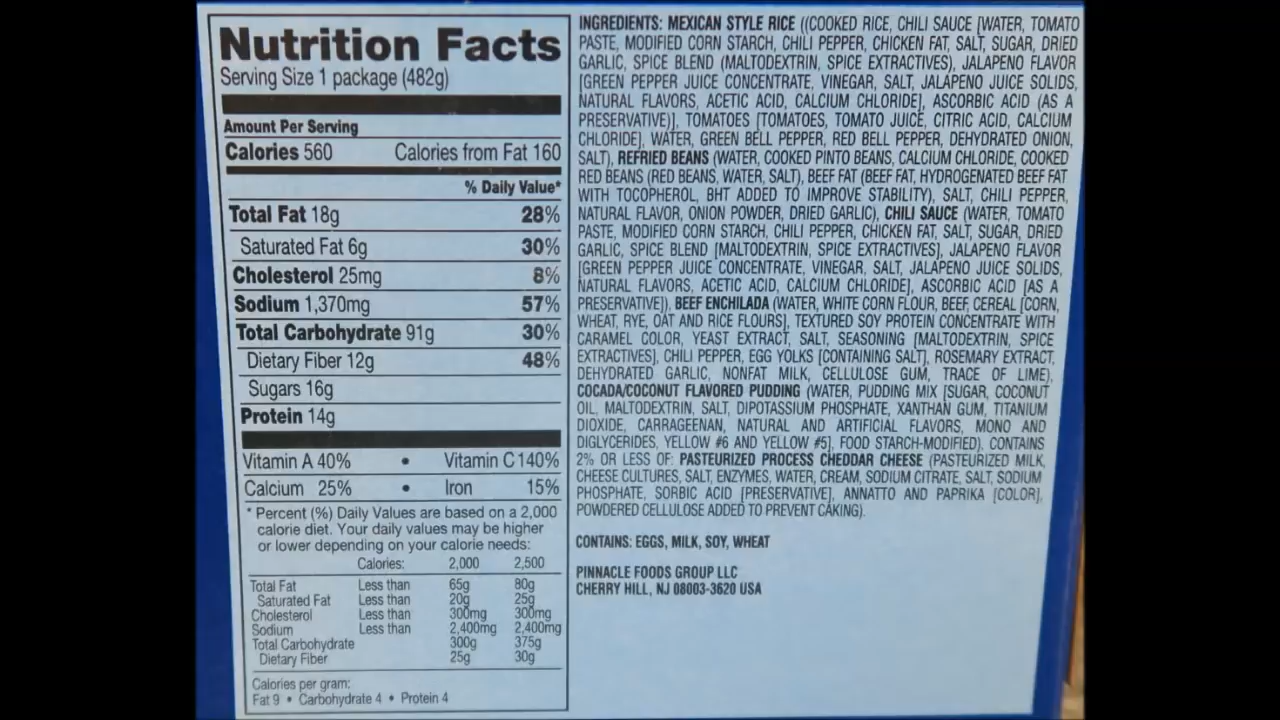 Nutrition Facts
Serving Size 1 package (482g)
Amount Per Serving
Calories 560 Calories from Fat 160
% Daily Value*
Total Fat 18g 28%
Saturated Fat 6g 30%
Cholesterol 25mg 8%
Sodium 1,370mg 57%
Total Carbohydrate 91g 30%
Dietary Fiber 12g 48%
Sugars 16g
Protein 14g
Vitamin A 40% • Vitamin C 140%
Calcium 25% • Iron 15%
* Percent (%) Daily Values are based on a 2,000
calorie diet. Your daily values may be higher
or lower depending on your calorie needs:
Calories: 2,000 2,500
Total Fat Less than 65g 80g
Saturated Fat Less than 20g 25g
Cholesterol Less than 300mg 300mg
Sodium Less than 2,400mg 2,400mg
Total Carbohydrate 300g 375g
Dietary Fiber 25g 30g
Calories per gram:
Fat 9 • Carbohydrate 4 • Protein 4
INGREDIENTS: MEXICAN STYLE RICE ((COOKED RICE, CHILI SAUCE [WATER, TOMATO
PASTE, MODIFIED CORN STARCH, CHILI PEPPER, CHICKEN FAT, SALT, SUGAR, DRIED
GARLIC, SPICE BLEND (MALTODEXTRIN, SPICE EXTRACTIVES), JALAPENO FLAVOR
[GREEN PEPPER JUICE CONCENTRATE, VINEGAR, SALT, JALAPENO JUICE SOLIDS,
NATURAL FLAVORS, ACETIC ACID, CALCIUM CHLORIDE], ASCORBIC ACID (AS A
PRESERVATIVE)], TOMATOES [TOMATOES, TOMATO JUICE, CITRIC ACID, CALCIUM
CHLORIDE], WATER, GREEN BELL PEPPER, RED BELL PEPPER, DEHYDRATED ONION,
SALT), REFRIED BEANS (WATER, COOKED PINTO BEANS, CALCIUM CHLORIDE, COOKED
RED BEANS (RED BEANS, WATER, SALT), BEEF FAT (BEEF FAT, HYDROGENATED BEEF FAT
WITH TOCOPHEROL, BHT ADDED TO IMPROVE STABILITY), SALT, CHILI PEPPER,
NATURAL FLAVOR, ONION POWDER, DRIED GARLIC), CHILI SAUCE (WATER, TOMATO
PASTE, MODIFIED CORN STARCH, CHILI PEPPER, CHICKEN FAT, SALT, SUGAR, DRIED
GARLIC, SPICE BLEND [MALTODEXTRIN, SPICE EXTRACTIVES], JALAPENO FLAVOR
[GREEN PEPPER JUICE CONCENTRATE, VINEGAR, SALT, JALAPENO JUICE SOLIDS,
NATURAL FLAVORS, ACETIC ACID, CALCIUM CHLORIDE], ASCORBIC ACID [AS A
PRESERVATIVE]), BEEF ENCHILADA (WATER, WHITE CORN FLOUR, BEEF, CEREAL [CORN,
WHEAT, RYE, OAT AND RICE FLOURS], TEXTURED SOY PROTEIN CONCENTRATE WITH
CARAMEL COLOR, YEAST EXTRACT, SALT, SEASONING [MALTODEXTRIN, SPICE
EXTRACTIVES], CHILI PEPPER, EGG YOLKS [CONTAINING SALT], ROSEMARY EXTRACT,
DEHYDRATED GARLIC, NONFAT MILK, CELLULOSE GUM, TRACE OF LIME),
COCADA/COCONUT FLAVORED PUDDING (WATER, PUDDING MIX [SUGAR, COCONUT
OIL, MALTODEXTRIN, SALT, DIPOTASSIUM PHOSPHATE, XANTHAN GUM, TITANIUM
DIOXIDE, CARRAGEENAN, NATURAL AND ARTIFICIAL FLAVORS, MONO AND
DIGLYCERIDES, YELLOW #6 AND YELLOW #5], FOOD STARCH-MODIFIED), CONTAINS
2% OR LESS OF: PASTEURIZED PROCESS CHEDDAR CHEESE (PASTEURIZED MILK,
CHEESE CULTURES, SALT, ENZYMES, WATER, CREAM, SODIUM CITRATE, SALT, SODIUM
PHOSPHATE, SORBIC ACID [PRESERVATIVE], ANNATTO AND PAPRIKA [COLOR],
POWDERED CELLULOSE ADDED TO PREVENT CAKING).
CONTAINS: EGGS, MILK, SOY, WHEAT
PINNACLE FOODS GROUP LLC
CHERRY HILL, NJ 08003-3620 USA